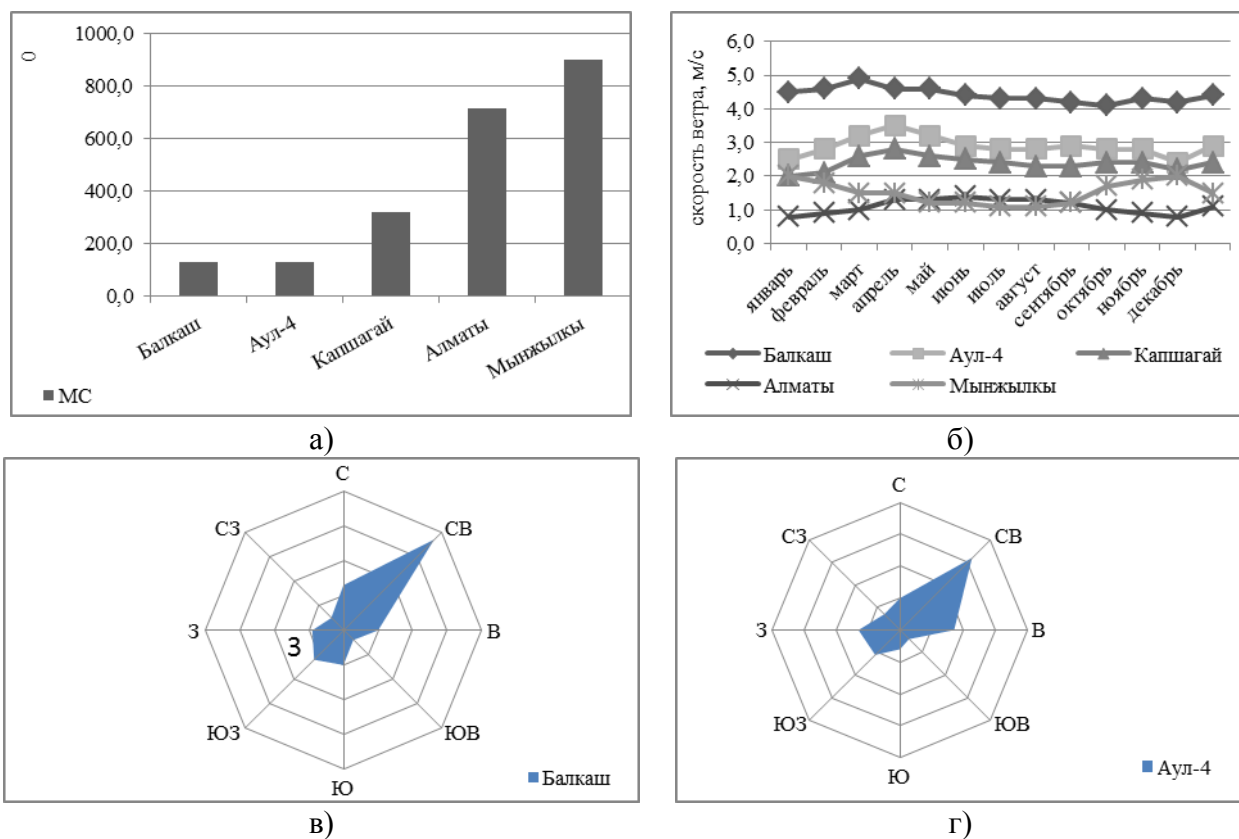 0
1000,0
800,0
600,0
400,0
200,0
0,0
Балкаш
Аул-4
Капшагай
Алматы
Мынжылкы
МС
а)
скорость ветра, м/с
6,0
5,0
4,0
3,0
2,0
1,0
0,0
январь
февраль
март
апрель
май
июнь
июль
август
сентябрь
октябрь
ноябрь
декабрь
Балкаш Аул-4 Капшагай
Алматы Мынжылкы
б)
С
СЗ СВ
З В
З
ЮЗ ЮВ
Ю
Балкаш
в)
С
СЗ СВ
З В
ЮЗ ЮВ
Ю
Аул-4
г)